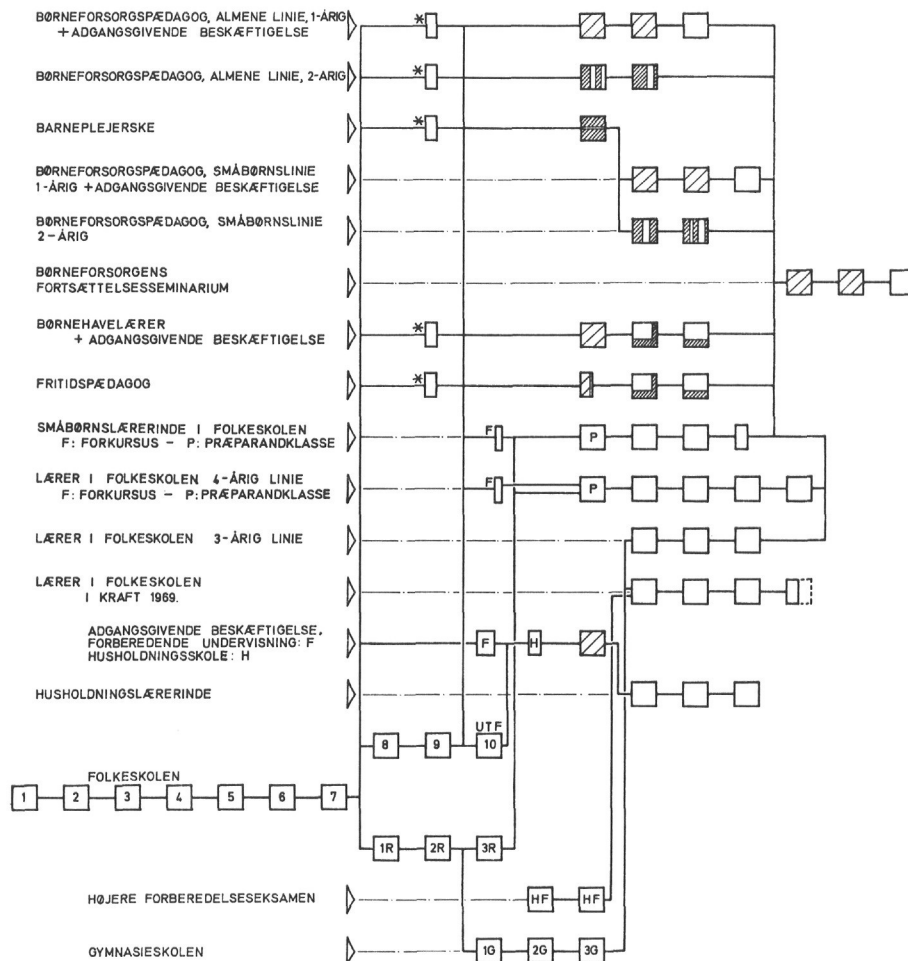 BØRNEFORSORGSPÆDAGOG, ALMENE LINIE, 1-ÅRIG
+ ADGANGSGIVENDE BESKÆFTIGELSE
*
BØRNEFORSORGSPÆDAGOG, ALMENE LINIE, 2-ÅRIG
*
BARNEPLEJERSKE
*
BØRNEFORSORGSPÆDAGOG, SMÅBØRNSLINIE
1-ÅRIG + ADGANGSGIVENDE BESKÆFTIGELSE
BØRNEFORSORGSPÆDAGOG, SMÅBØRNSLINIE
2-ÅRIG
BØRNEFORSORGENS
FORTSÆTTELSESSEMINARIUM
BØRNEHAVELÆRER
+ ADGANGSGIVENDE BESKÆFTIGELSE
*
FRITIDSPÆDAGOG
*
SMÅBØRNSLÆRERINDE I FOLKESKOLEN
F: FORKURSUS - P: PRÆPARANDKLASSE
F P
LÆRER I FOLKESKOLEN 4-ÅRIG LINIE
F: FORKURSUS - P: PRÆPARANDKLASSE
F P
LÆRER I FOLKESKOLEN 3-ÅRIG LINIE
LÆRER I FOLKESKOLEN
I KRAFT 1969.
ADGANGSGIVENDE BESKÆFTIGELSE,
FORBEREDENDE UNDERVISNING: F
HUSHOLDNINGSSKOLE: H
F H
HUSHOLDNINGSLÆRERINDE
UTF
8 9 10
FOLKESKOLEN
1 2 3 4 5 6 7
1R 2R 3R
HØJERE FORBEREDELSESEKSAMEN
HF HF
GYMNASIESKOLEN
1G 2G 3G